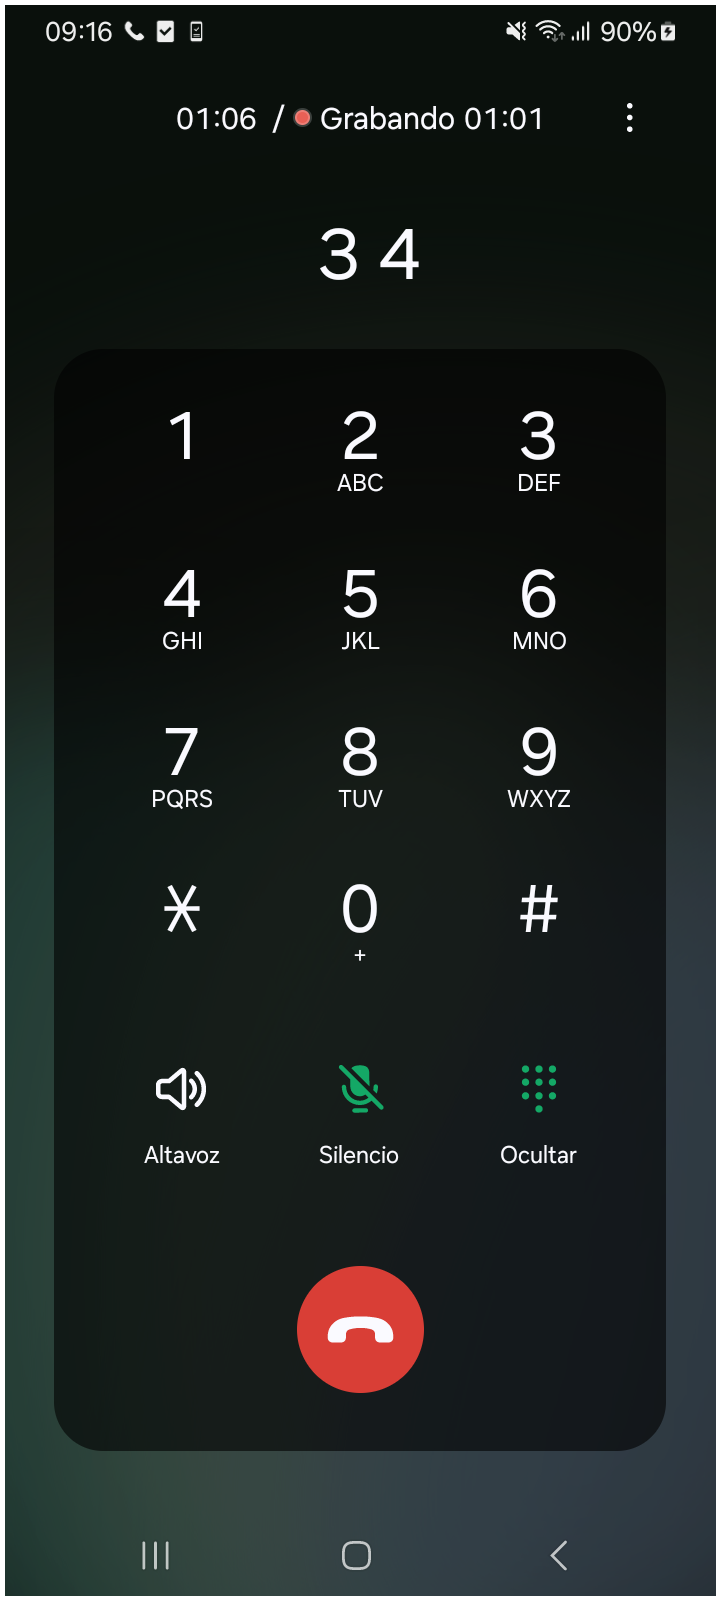 09:16 90%
01:06 / Grabando 01:01
3 4
1 2 3
ABC DEF
4 5 6
GHI JKL MNO
7 8 9
PQRS TUV WXYZ
* 0 #
+
Altavoz Silencio Ocultar